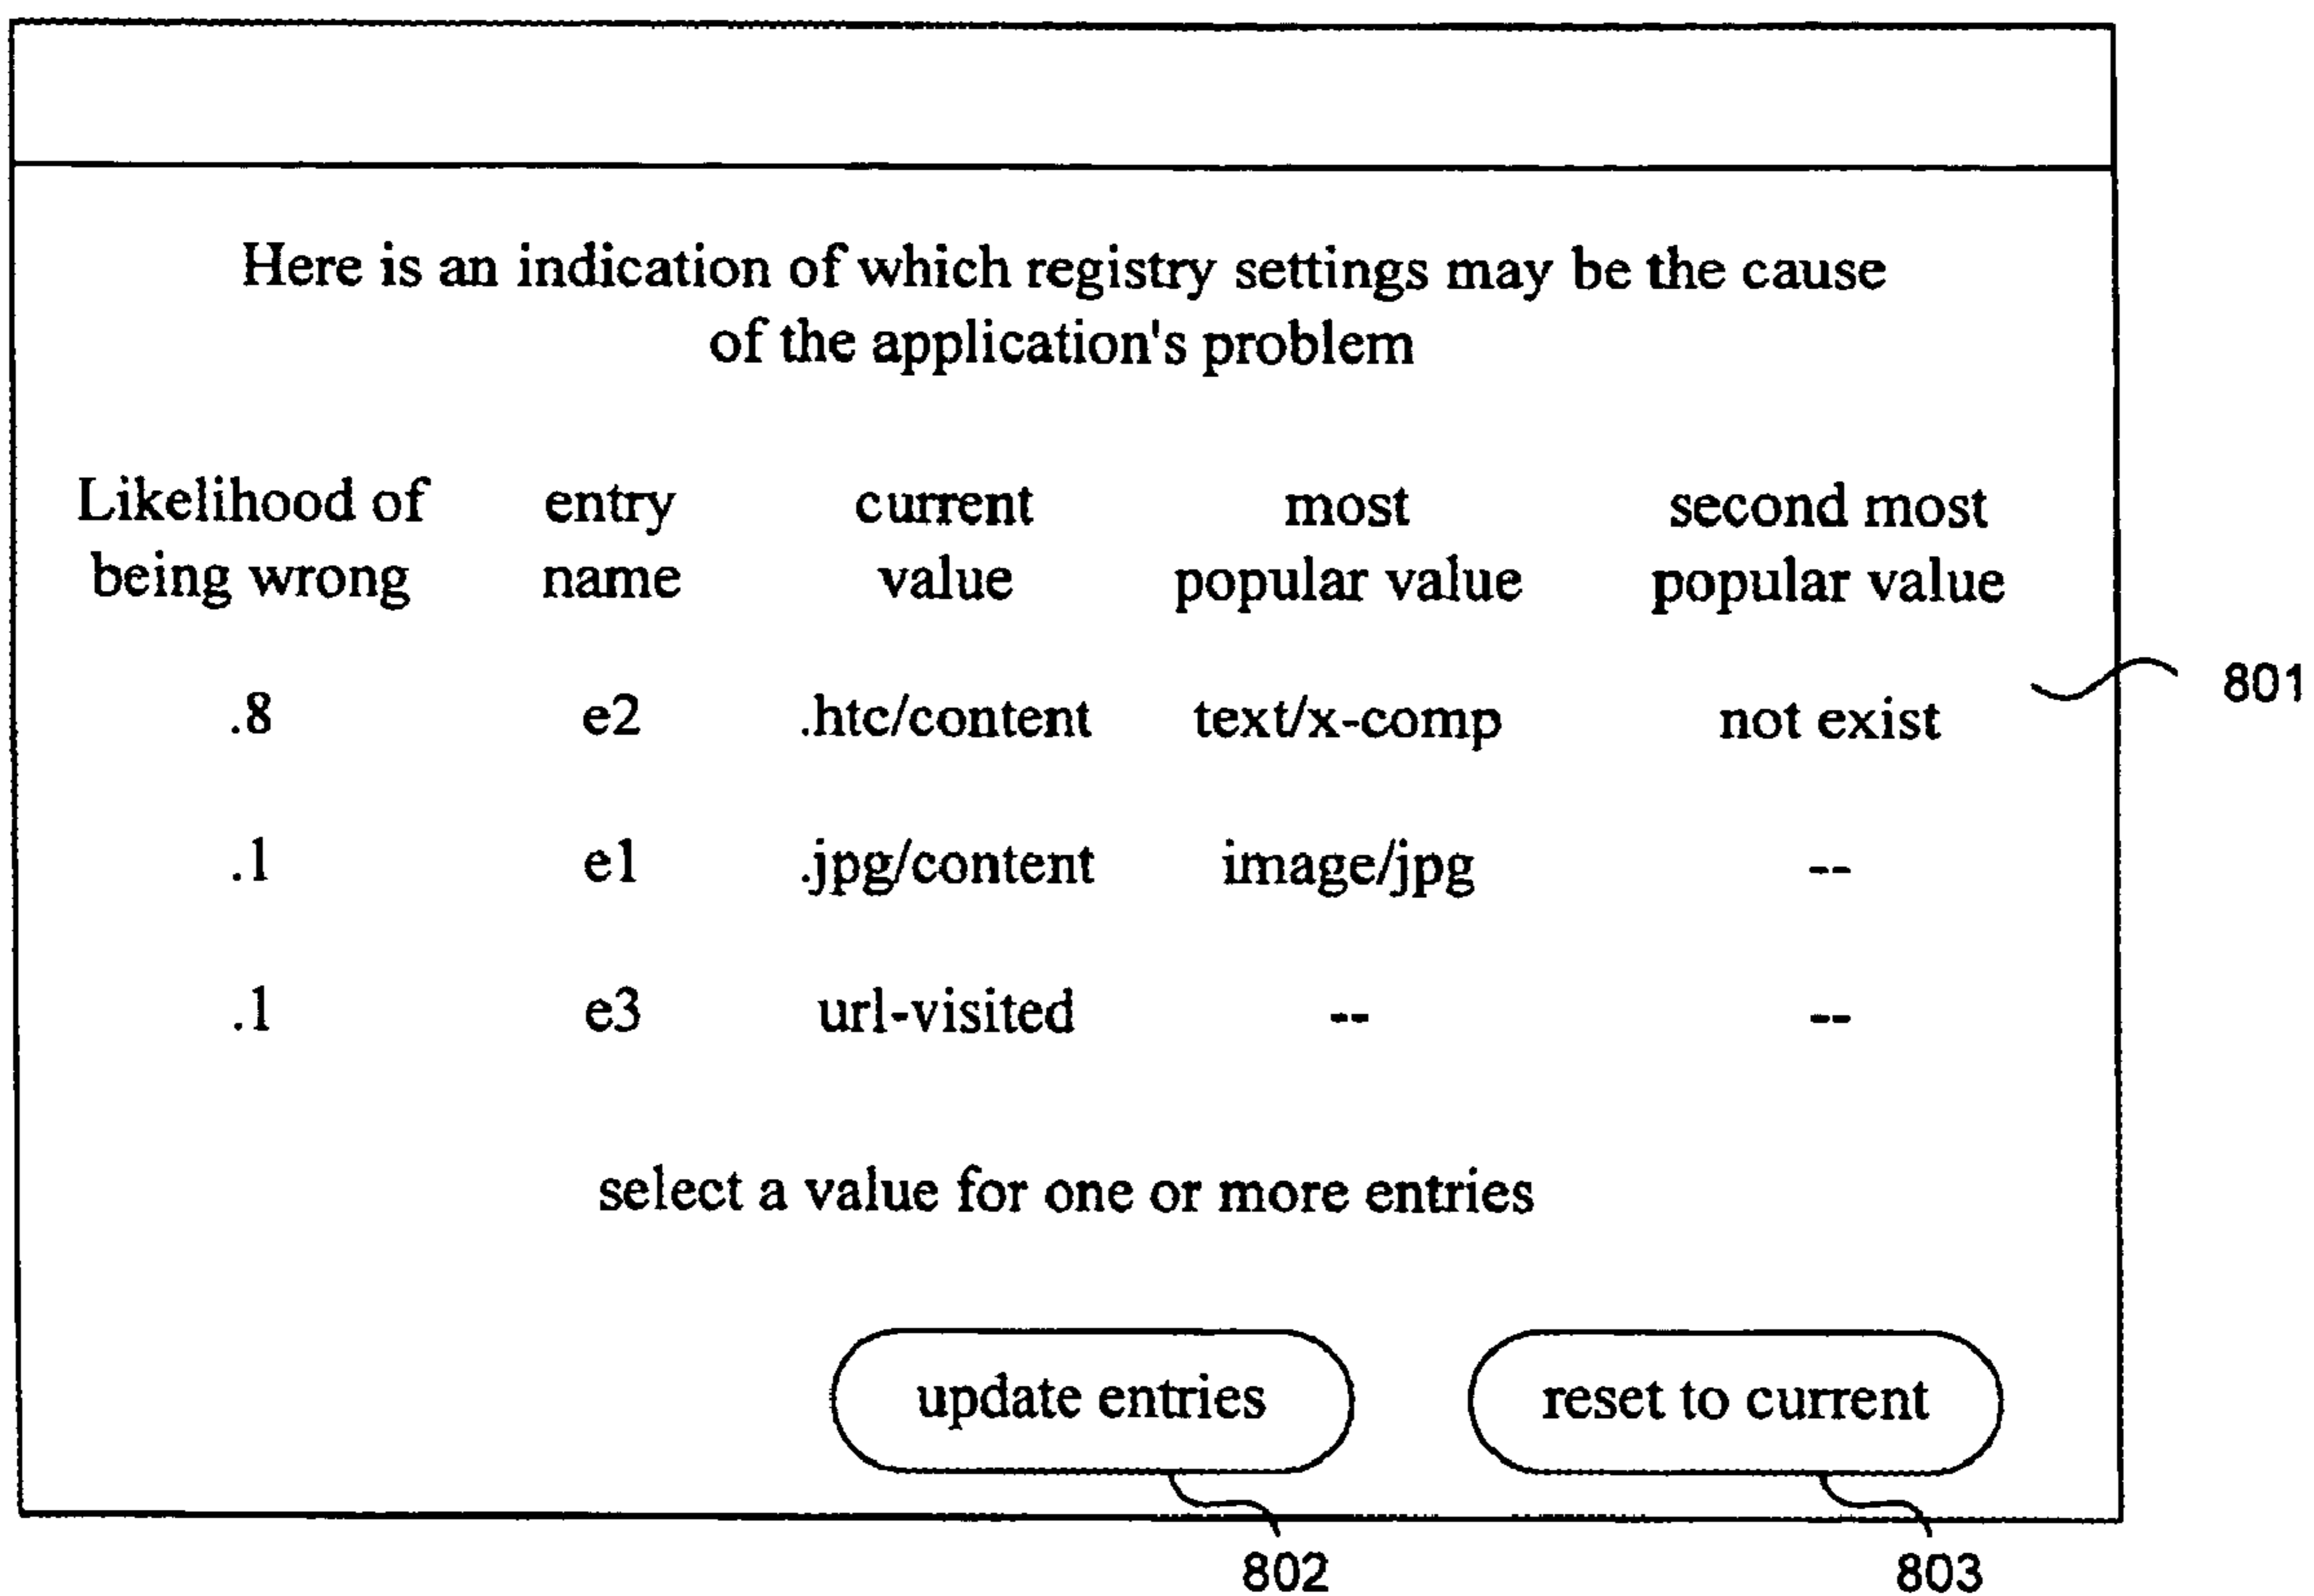 Here is an indication of which registry settings may be the cause
of the application's problem
Likelihood of being wrong entry name current value most popular value second most popular value
.8 e2 .htc/content text/x-comp not exist
801
.1 e1 .jpg/content image/jpg --
.1 e3 url-visited -- --
select a value for one or more entries
update entries reset to current
802 803